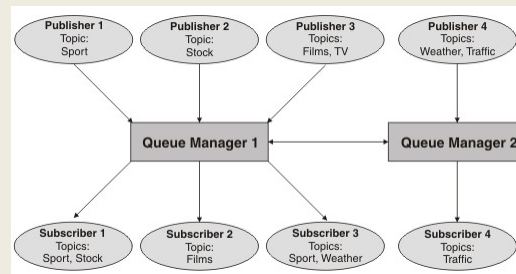 Publisher 1
Topic:
Sport
Publisher 2
Topic:
Stock
Publisher 3
Topics:
Films, TV
Publisher 4
Topics:
Weather, Traffic
Queue Manager 1
Queue Manager 2
Subscriber 1
Topics:
Sport, Stock
Subscriber 2
Topic:
Films
Subscriber 3
Topics:
Sport, Weather
Subscriber 4
Topics:
Traffic